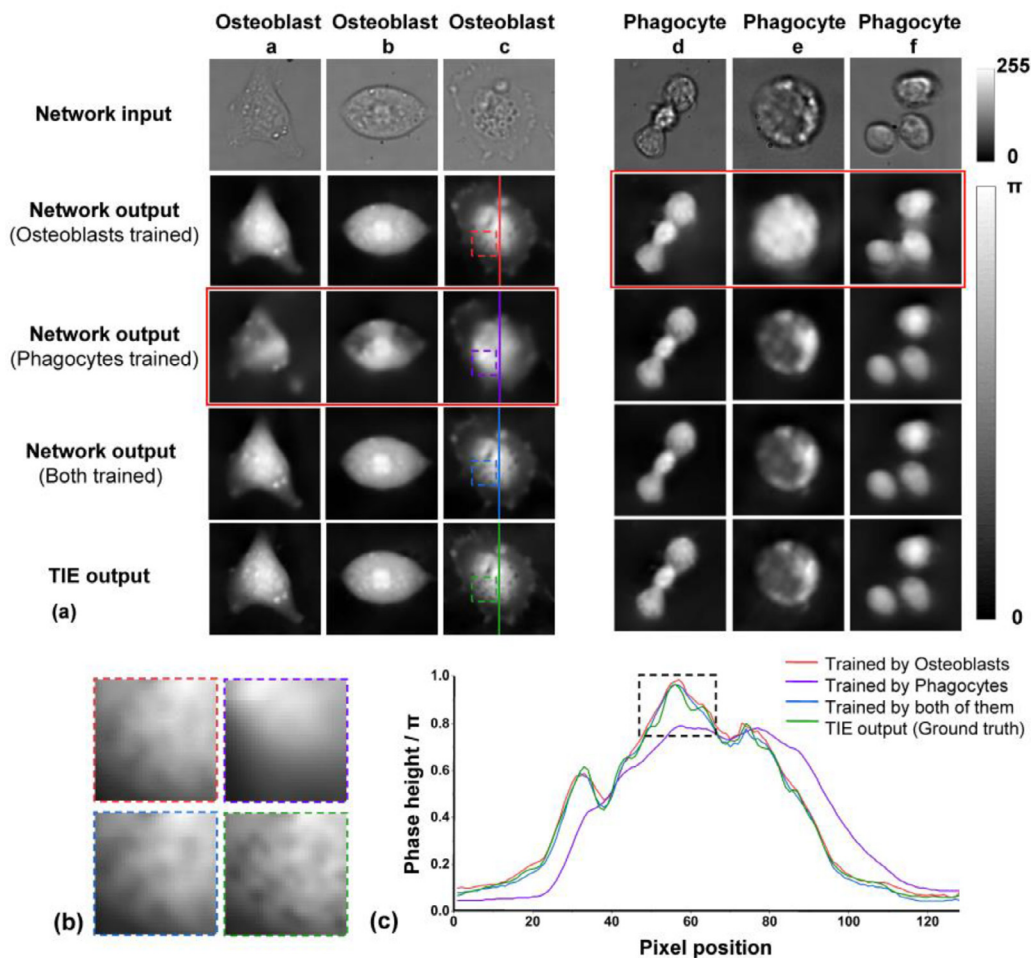 Osteoblast a
Osteoblast b
Osteoblast c
Phagocyte d
Phagocyte e
Phagocyte f
Network input
255
0
Network output
(Osteoblasts trained)
π
Network output
(Phagocytes trained)
Network output
(Both trained)
TIE output
0
(a)
(b)
(c)
Phase height / π
1.0
0.8
0.6
0.4
0.2
0.0
0
20
40
60
80
100
120
Pixel position
Trained by Osteoblasts
Trained by Phagocytes
Trained by both of them
TIE output (Ground truth)